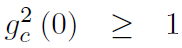 g_c^2 (0) ≥ 1